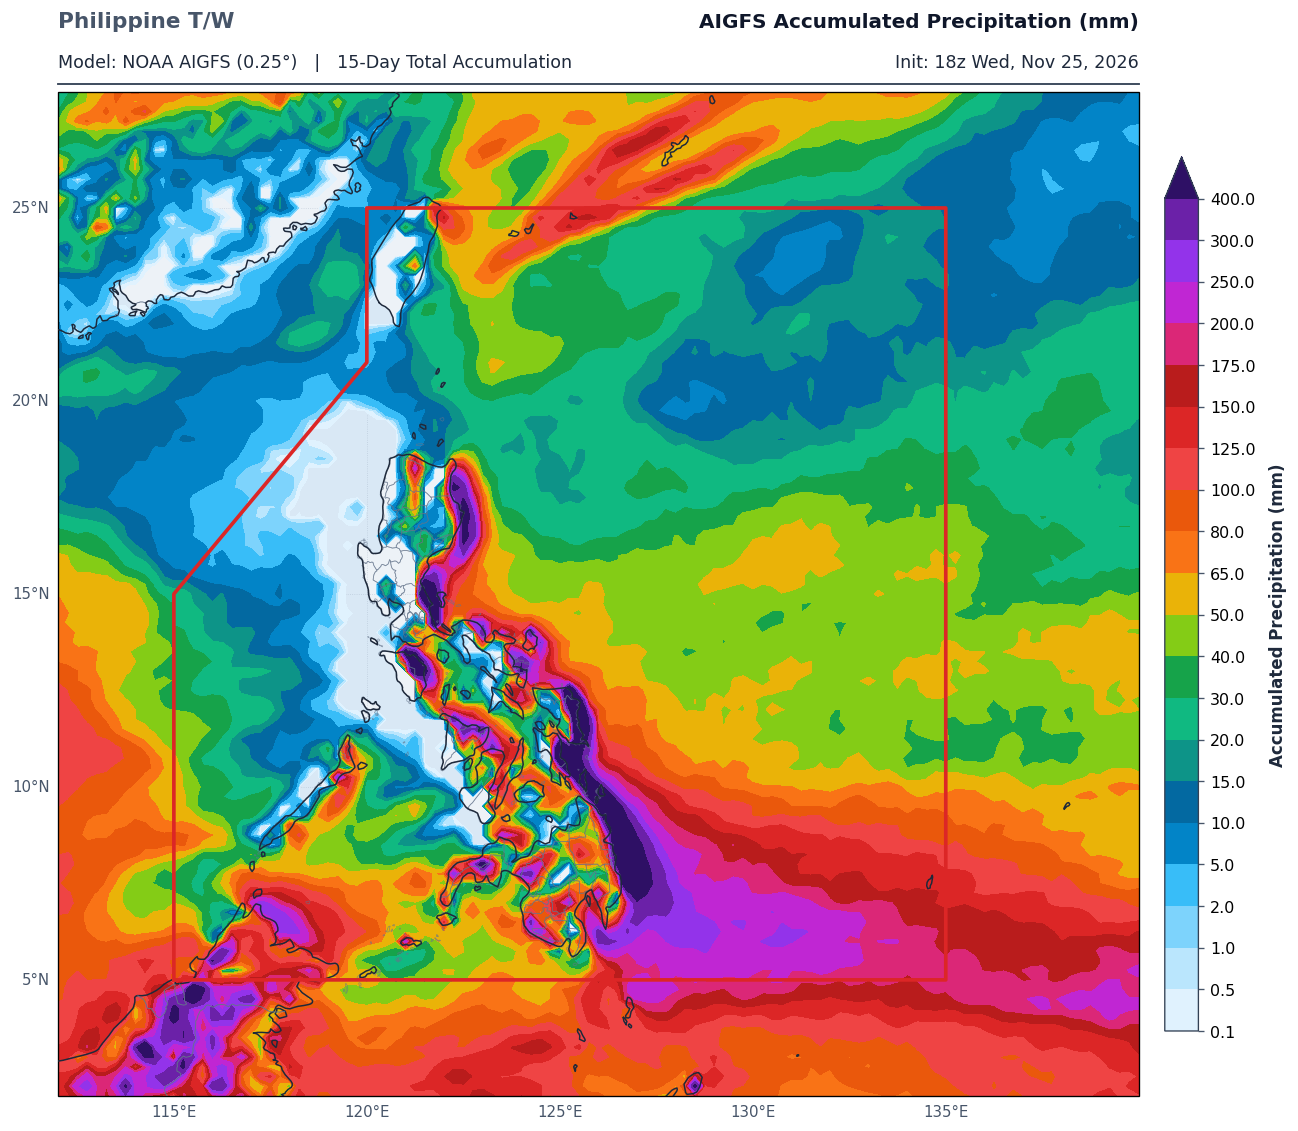 Philippine T/W
AIGFS Accumulated Precipitation (mm)
Model: NOAA AIGFS (0.25°)   |   15-Day Total Accumulation
Init: 18z Wed, Nov 25, 2026
25°N
20°N
15°N
10°N
5°N
115°E
120°E
125°E
130°E
135°E
400.0
300.0
250.0
200.0
175.0
150.0
125.0
100.0
80.0
65.0
50.0
40.0
30.0
20.0
15.0
10.0
5.0
2.0
1.0
0.5
0.1
Accumulated Precipitation (mm)